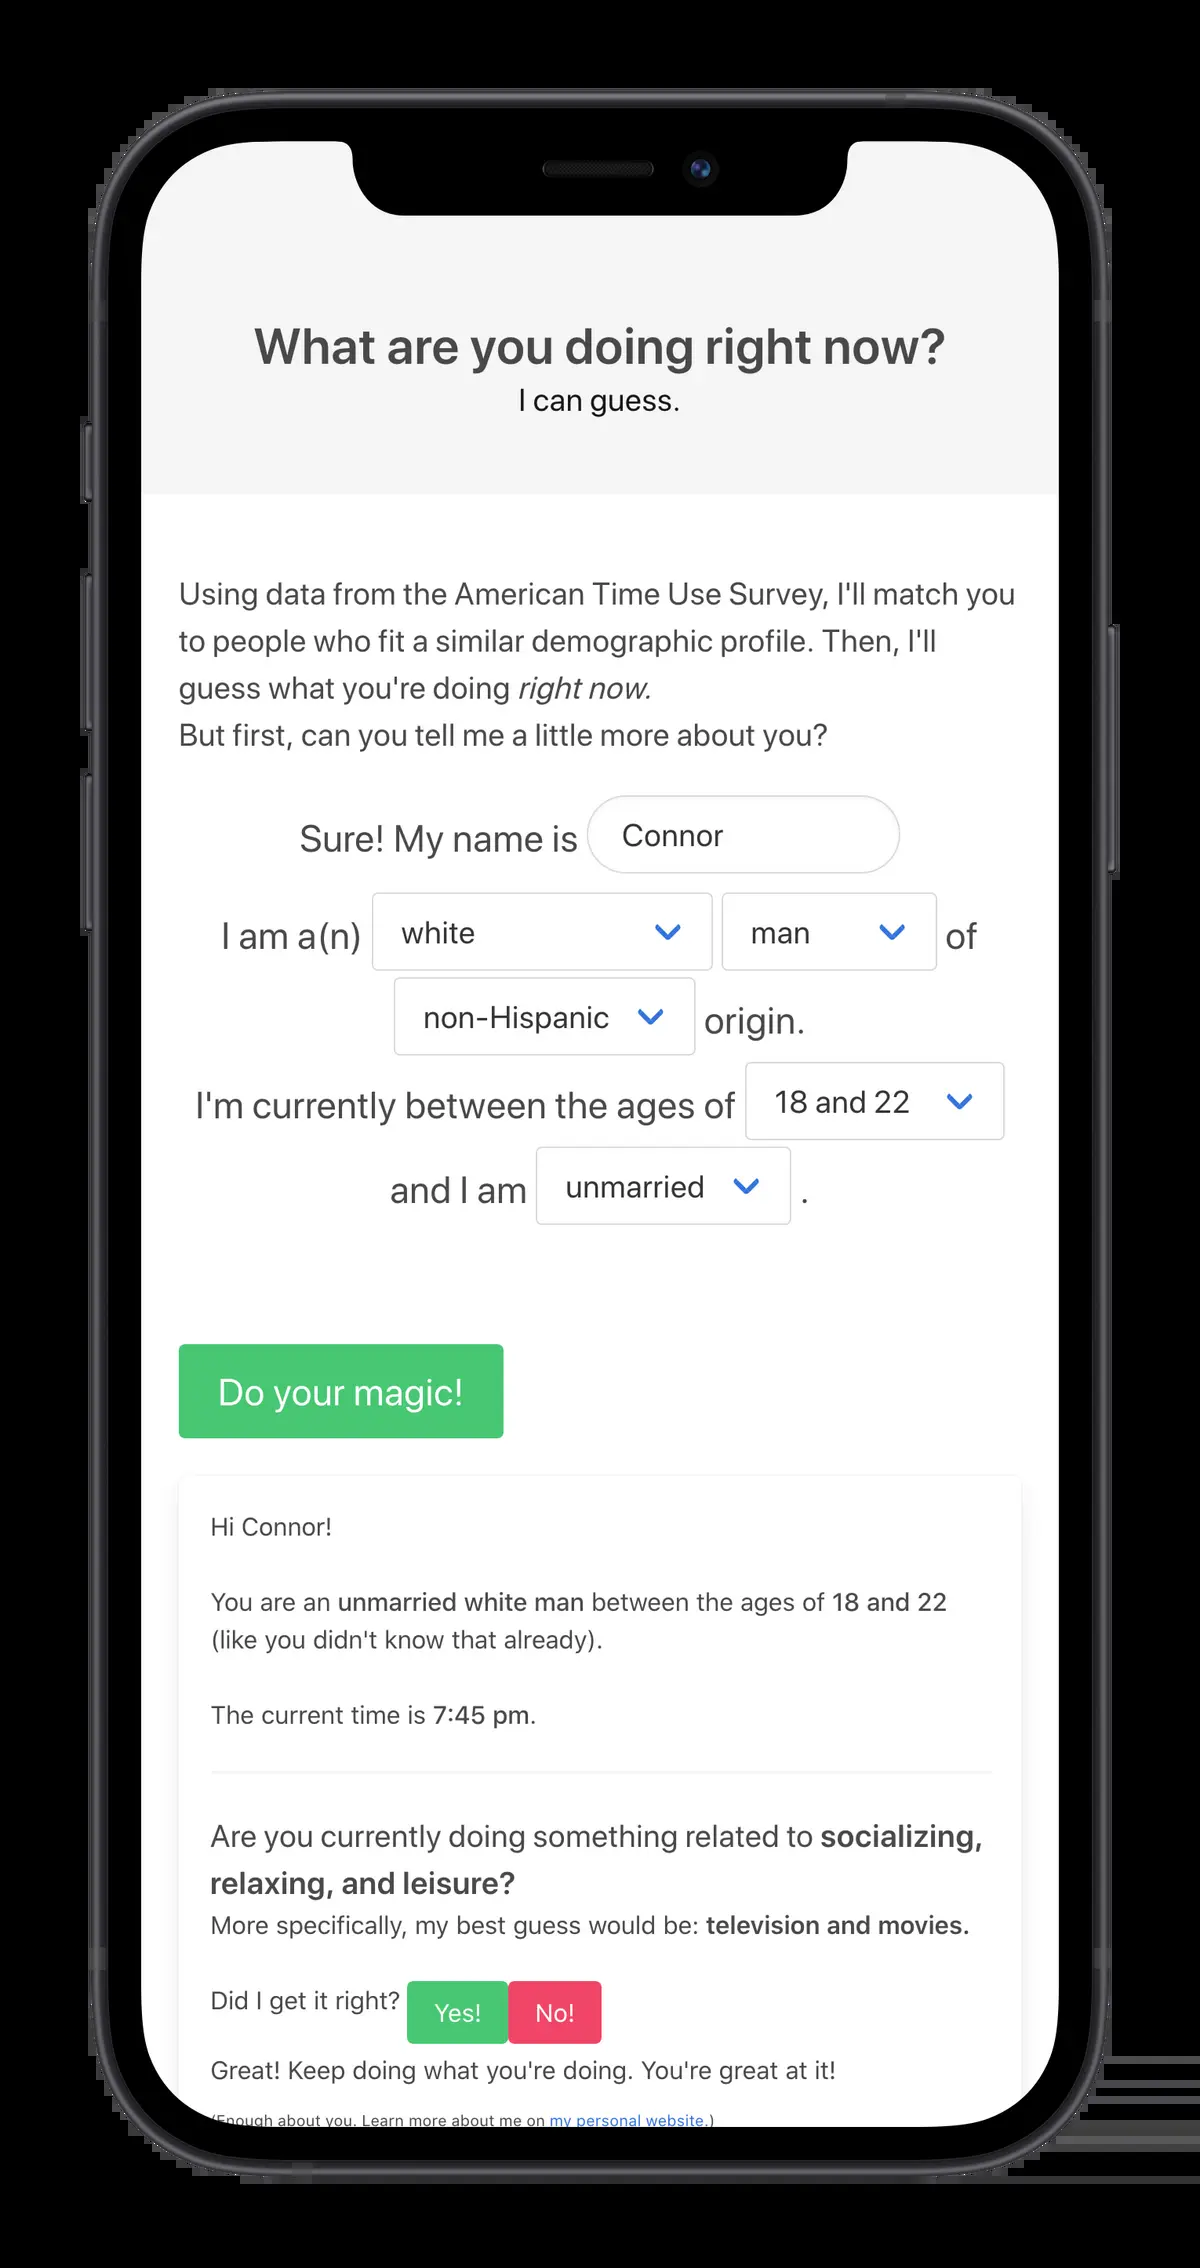 What are you doing right now?
I can guess.
Using data from the American Time Use Survey, I'll match you
to people who fit a similar demographic profile. Then, I'll
guess what you're doing right now.
But first, can you tell me a little more about you?
Sure! My name is Connor
I am a(n) white man of
non-Hispanic origin.
I'm currently between the ages of 18 and 22
and I am unmarried .
Do your magic!
Hi Connor!
You are an unmarried white man between the ages of 18 and 22
(like you didn't know that already).
The current time is 7:45 pm.
Are you currently doing something related to socializing,
relaxing, and leisure?
More specifically, my best guess would be: television and movies.
Did I get it right? Yes! No!
Great! Keep doing what you're doing. You're great at it!
(Enough about you. Learn more about me on my personal website.)